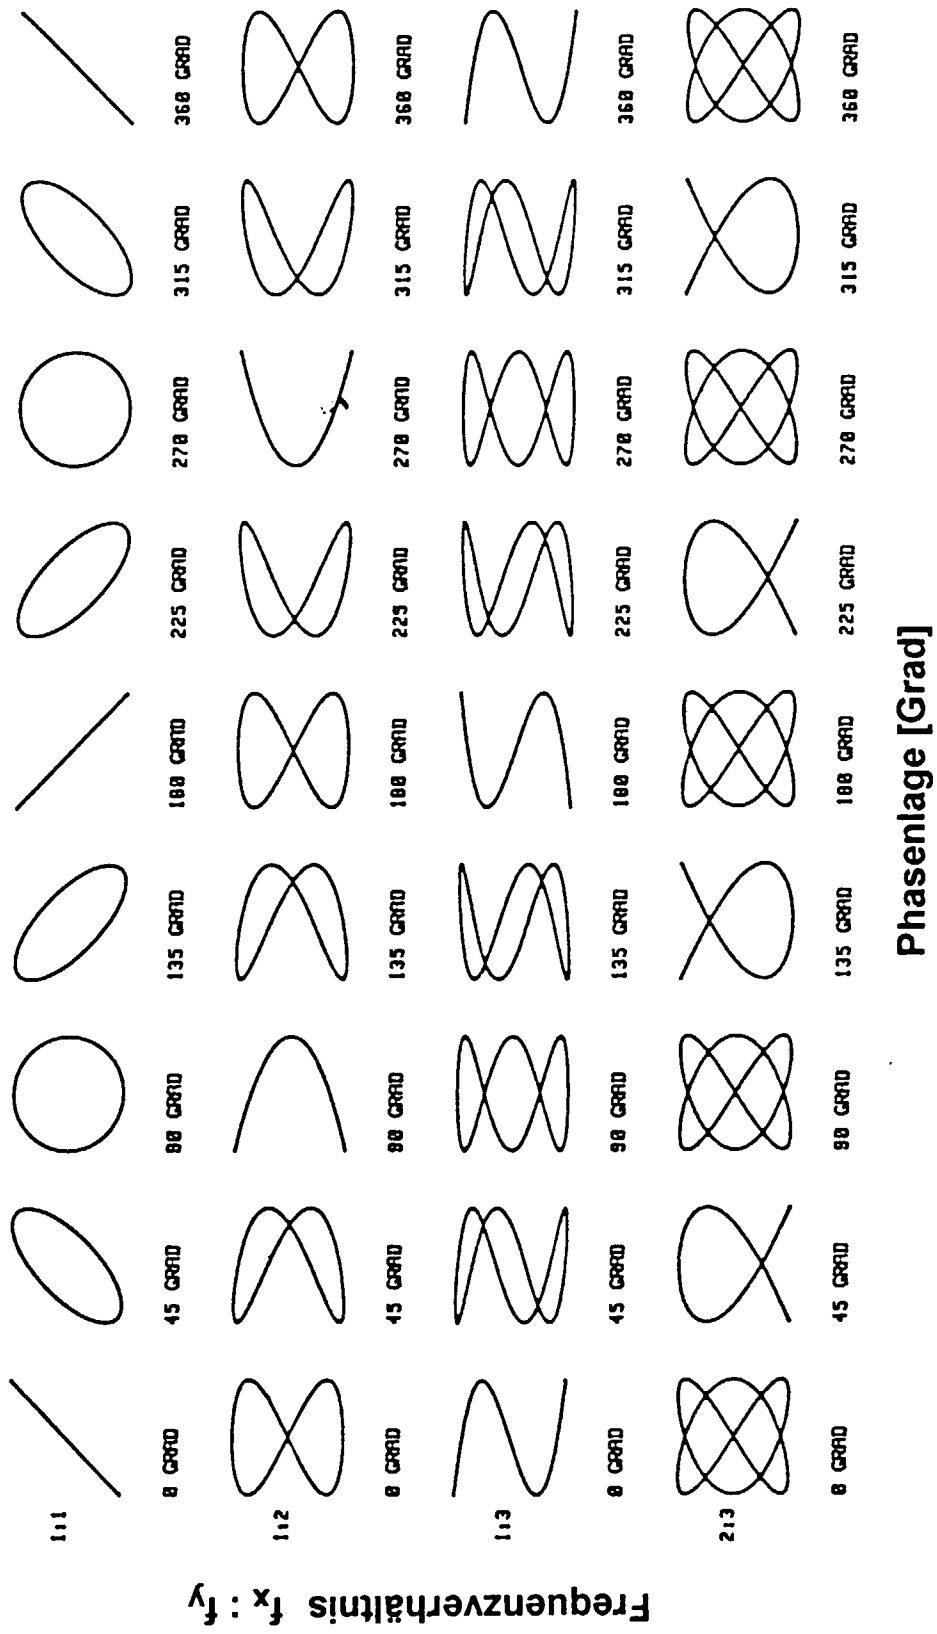 Frequenzverhältnis fx : fy
1:1
0 GRAD 45 GRAD 90 GRAD 135 GRAD 180 GRAD 225 GRAD 270 GRAD 315 GRAD 360 GRAD
1:2
0 GRAD 45 GRAD 90 GRAD 135 GRAD 180 GRAD 225 GRAD 270 GRAD 315 GRAD 360 GRAD
1:3
0 GRAD 45 GRAD 90 GRAD 135 GRAD 180 GRAD 225 GRAD 270 GRAD 315 GRAD 360 GRAD
2:3
0 GRAD 45 GRAD 90 GRAD 135 GRAD 180 GRAD 225 GRAD 270 GRAD 315 GRAD 360 GRAD
Phasenlage [Grad]